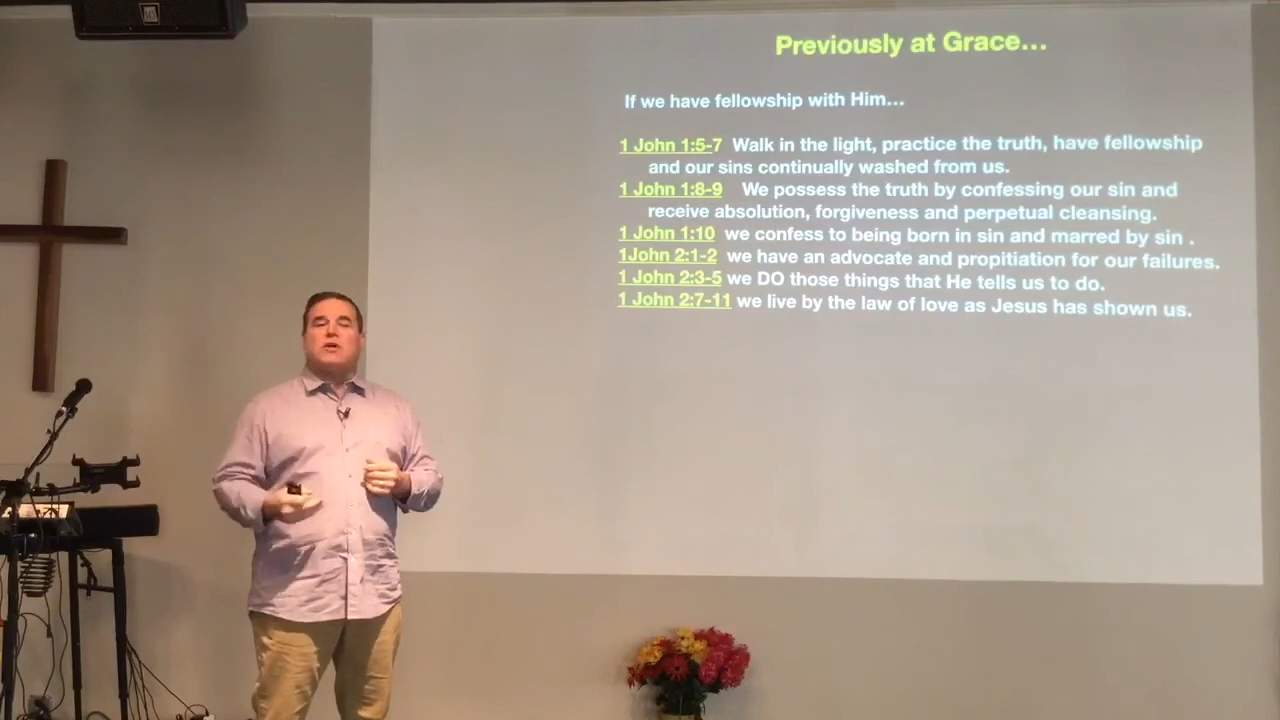 Previously at Grace...
If we have fellowship with Him...
1 John 1:5-7 Walk in the light, practice the truth, have fellowship
and our sins continually washed from us.
1 John 1:8-9 We possess the truth by confessing our sin and
receive absolution, forgiveness and perpetual cleansing.
1 John 1:10 we confess to being born in sin and marred by sin .
1John 2:1-2 we have an advocate and propitiation for our failures.
1 John 2:3-5 we DO those things that He tells us to do.
1 John 2:7-11 we live by the law of love as Jesus has shown us.